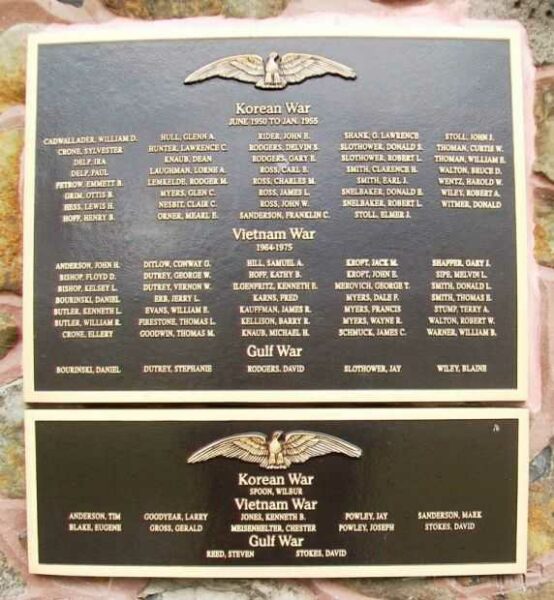 Korean War
JUNE 1950 TO JAN. 1955
CADWALLADER, WILLIAM D. HULL, GLENN A. RIDER, JOHN H. SHANK, G. LAWRENCE STOLL, JOHN J.
CRONE, SYLVESTER HUNTER, LAWRENCE C. RODGERS, DELVIN S. SLOTHOWER, DONALD S. THOMAN, CURTIS W.
DELP, IRA KNAUB, DEAN RODGERS, GARY E. SLOTHOWER, ROBERT L. THOMAN, WILLIAM E.
DELP, PAUL LAUGHMAN, LORNE A. ROSS, CARL E. SMITH, CLARENCE H. WALTON, BRUCE D.
PETROW, EMMETT B. LEMKELDE, RODGER M. ROSS, CHARLES M. SMITH, EARL J. WENTZ, HAROLD W.
GRIM, OTTIS B. MYERS, GLEN C. ROSS, JAMES L. SNELBAKER, DONALD E. WILEY, ROBERT A.
HESS, LEWIS H. NESBIT, CLAIR C. ROSS, JOHN W. SNELBAKER, ROBERT L. WITMER, DONALD
HOFF, HENRY B. ORNER, MEARL E. SANDERSON, FRANKLIN C. STOLL, ELMER J.
Vietnam War
1964-1975
ANDERSON, JOHN H. DITLOW, CONWAY G. HILL, SAMUEL A. KROFT, JACK M. SHAFFER, GARY J.
BISHOP, FLOYD D. DUTREY, GEORGE W. HOFF, KATHY B. KROFT, JOHN E. SIPE, MELVIN L.
BISHOP, KELSEY L. DUTREY, VERNON W. ILGENFRITZ, KENNETH E. MEROVICH, GEORGE T. SMITH, DONALD L.
BOURINSKI, DANIEL ERB, JERRY L. KARNS, FRED MYERS, DALE F. SMITH, THOMAS E.
BUTLER, KENNETH L. EVANS, WILLIAM E. KAUFFMAN, JAMES R. MYERS, FRANCIS STUMP, TERRY A.
BUTLER, WILLIAM R. FIRESTONE, THOMAS L. KELLISON, BARRY R. MYERS, WAYNE R. WALTON, ROBERT W.
CRONE, ELLERY GOODWIN, THOMAS M. KNAUB, MICHAEL H. SCHMUCK, JAMES C. WARNER, WILLIAM B.
Gulf War
BOURINSKI, DANIEL DUTREY, STEPHANIE RODGERS, DAVID SLOTHOWER, JAY WILEY, BLAINE
Korean War
SPOON, WILBUR
Vietnam War
ANDERSON, TIM GOODYEAR, LARRY JONES, KENNETH B. POWLEY, JAY SANDERSON, MARK
BLAKE, EUGENE GROSS, GERALD MEISENHELTER, CHESTER POWLEY, JOSEPH STOKES, DAVID
Gulf War
REED, STEVEN STOKES, DAVID